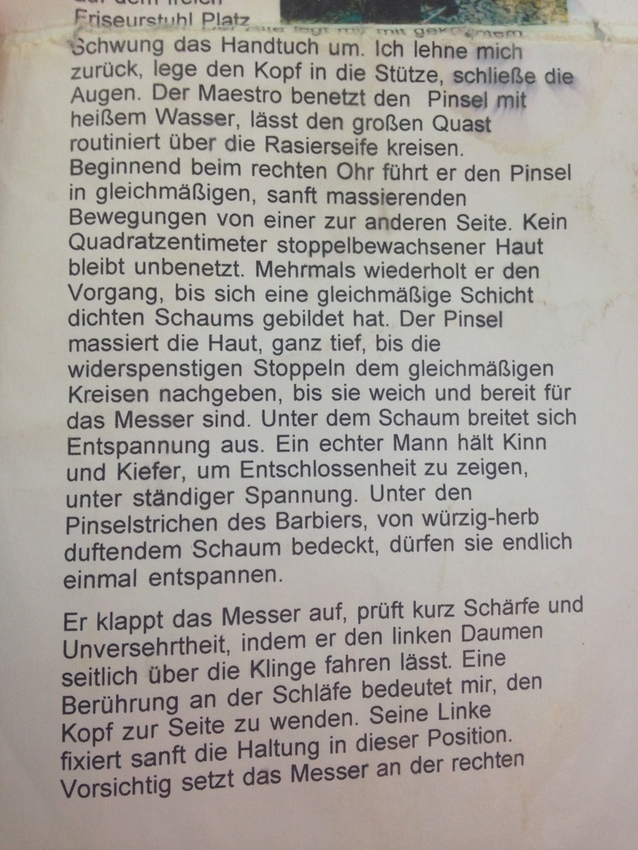 auf dem freien
Friseurstuhl Platz
Der Alte legt mir mit gekonntem
Schwung das Handtuch um. Ich lehne mich
zurück, lege den Kopf in die Stütze, schließe die
Augen. Der Maestro benetzt den Pinsel mit
heißem Wasser, lässt den großen Quast
routiniert über die Rasierseife kreisen.
Beginnend beim rechten Ohr führt er den Pinsel
in gleichmäßigen, sanft massierenden
Bewegungen von einer zur anderen Seite. Kein
Quadratzentimeter stoppelbewachsener Haut
bleibt unbenetzt. Mehrmals wiederholt er den
Vorgang, bis sich eine gleichmäßige Schicht
dichten Schaums gebildet hat. Der Pinsel
massiert die Haut, ganz tief, bis die
widerspenstigen Stoppeln dem gleichmäßigen
Kreisen nachgeben, bis sie weich und bereit für
das Messer sind. Unter dem Schaum breitet sich
Entspannung aus. Ein echter Mann hält Kinn
und Kiefer, um Entschlossenheit zu zeigen,
unter ständiger Spannung. Unter den
Pinselstrichen des Barbiers, von würzig-herb
duftendem Schaum bedeckt, dürfen sie endlich
einmal entspannen.
Er klappt das Messer auf, prüft kurz Schärfe und
Unversehrtheit, indem er den linken Daumen
seitlich über die Klinge fahren lässt. Eine
Berührung an der Schläfe bedeutet mir, den
Kopf zur Seite zu wenden. Seine Linke
fixiert sanft die Haltung in dieser Position.
Vorsichtig setzt das Messer an der rechten